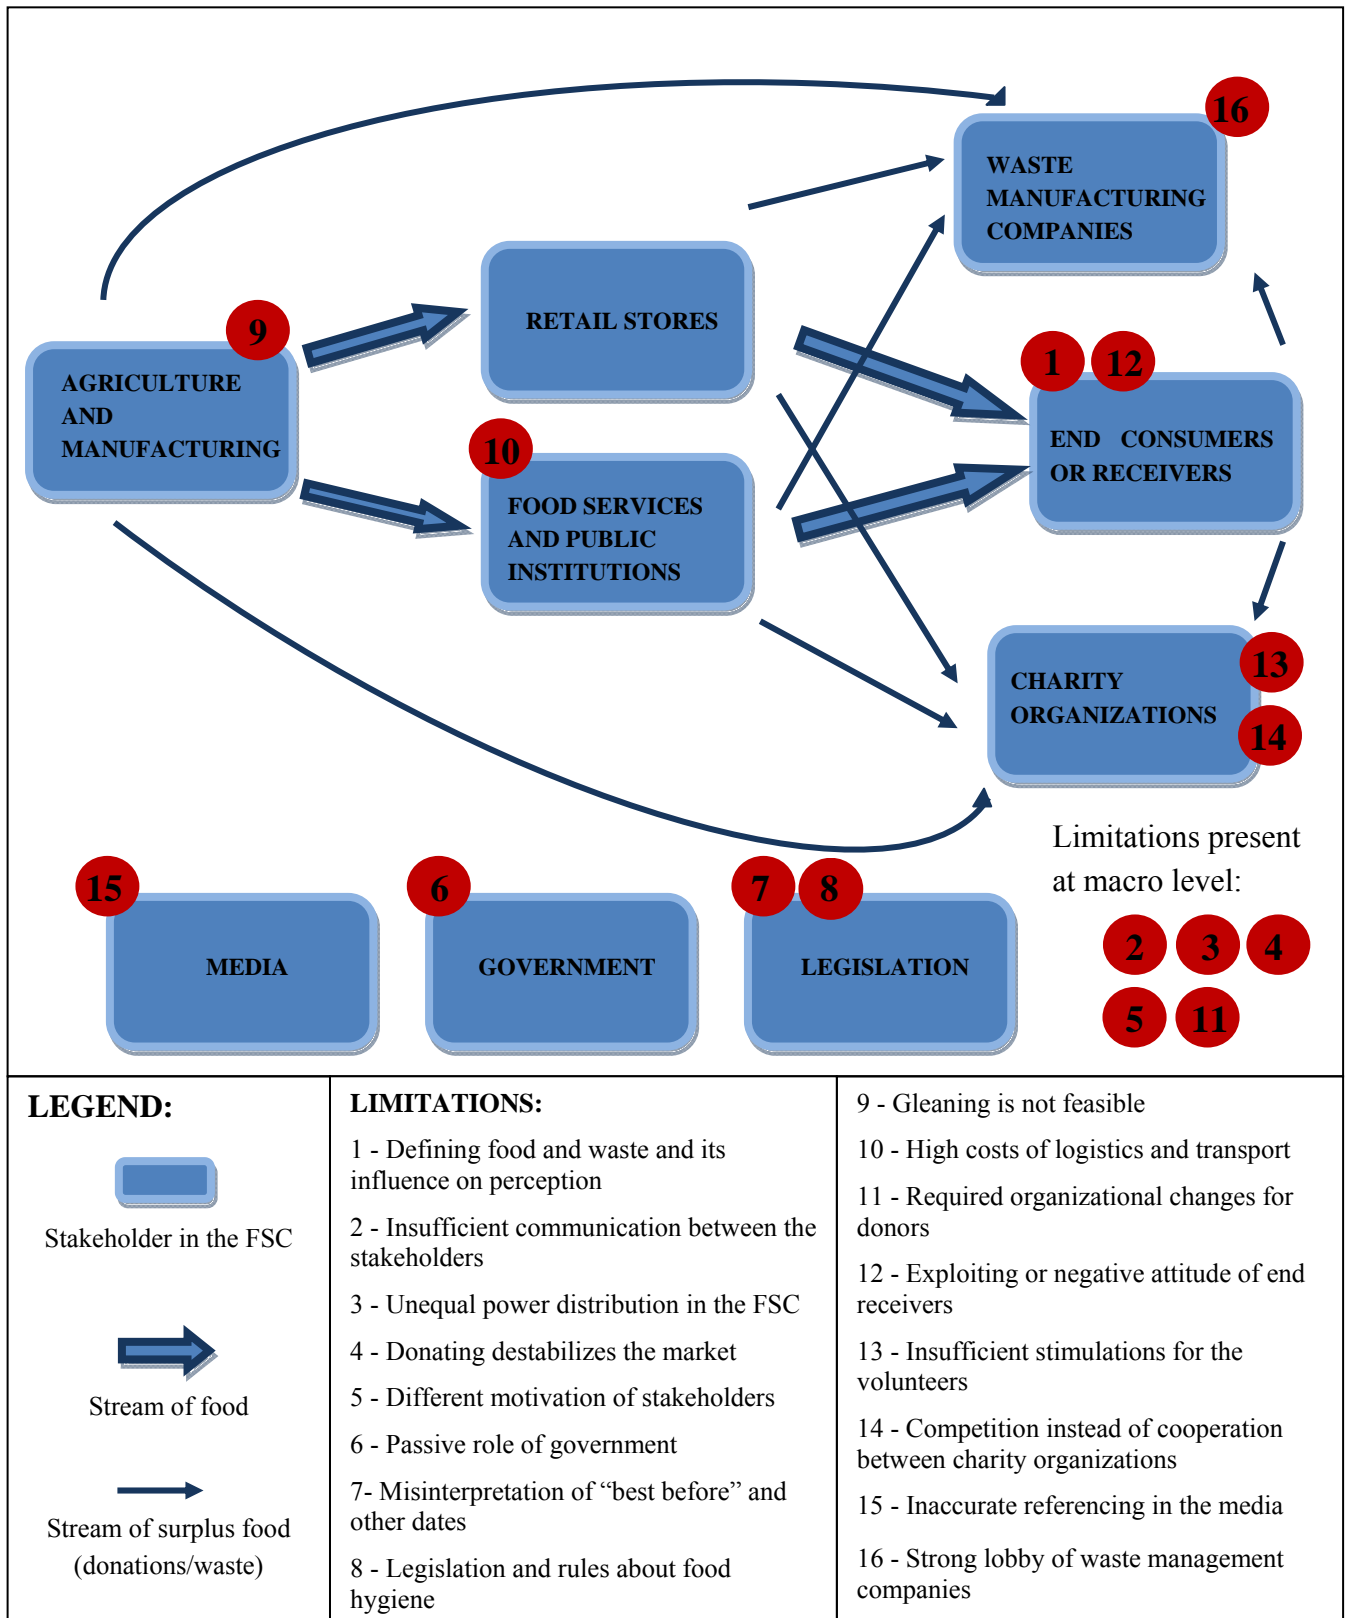 16
WASTE
MANUFACTURING
COMPANIES
9
RETAIL STORES
1
12
AGRICULTURE
AND
MANUFACTURING
10
END CONSUMERS
OR RECEIVERS
FOOD SERVICES
AND PUBLIC
INSTITUTIONS
13
CHARITY
ORGANIZATIONS
14
Limitations present
at macro level:
15
6
7
8
2
3
4
MEDIA
GOVERNMENT
LEGISLATION
5
11
LEGEND:
Stakeholder in the FSC
Stream of food
Stream of surplus food
(donations/waste)
LIMITATIONS:
1 - Defining food and waste and its
influence on perception
2 - Insufficient communication between the
stakeholders
3 - Unequal power distribution in the FSC
4 - Donating destabilizes the market
5 - Different motivation of stakeholders
6 - Passive role of government
7- Misinterpretation of “best before” and
other dates
8 - Legislation and rules about food
hygiene
9 - Gleaning is not feasible
10 - High costs of logistics and transport
11 - Required organizational changes for
donors
12 - Exploiting or negative attitude of end
receivers
13 - Insufficient stimulations for the
volunteers
14 - Competition instead of cooperation
between charity organizations
15 - Inaccurate referencing in the media
16 - Strong lobby of waste management
companies